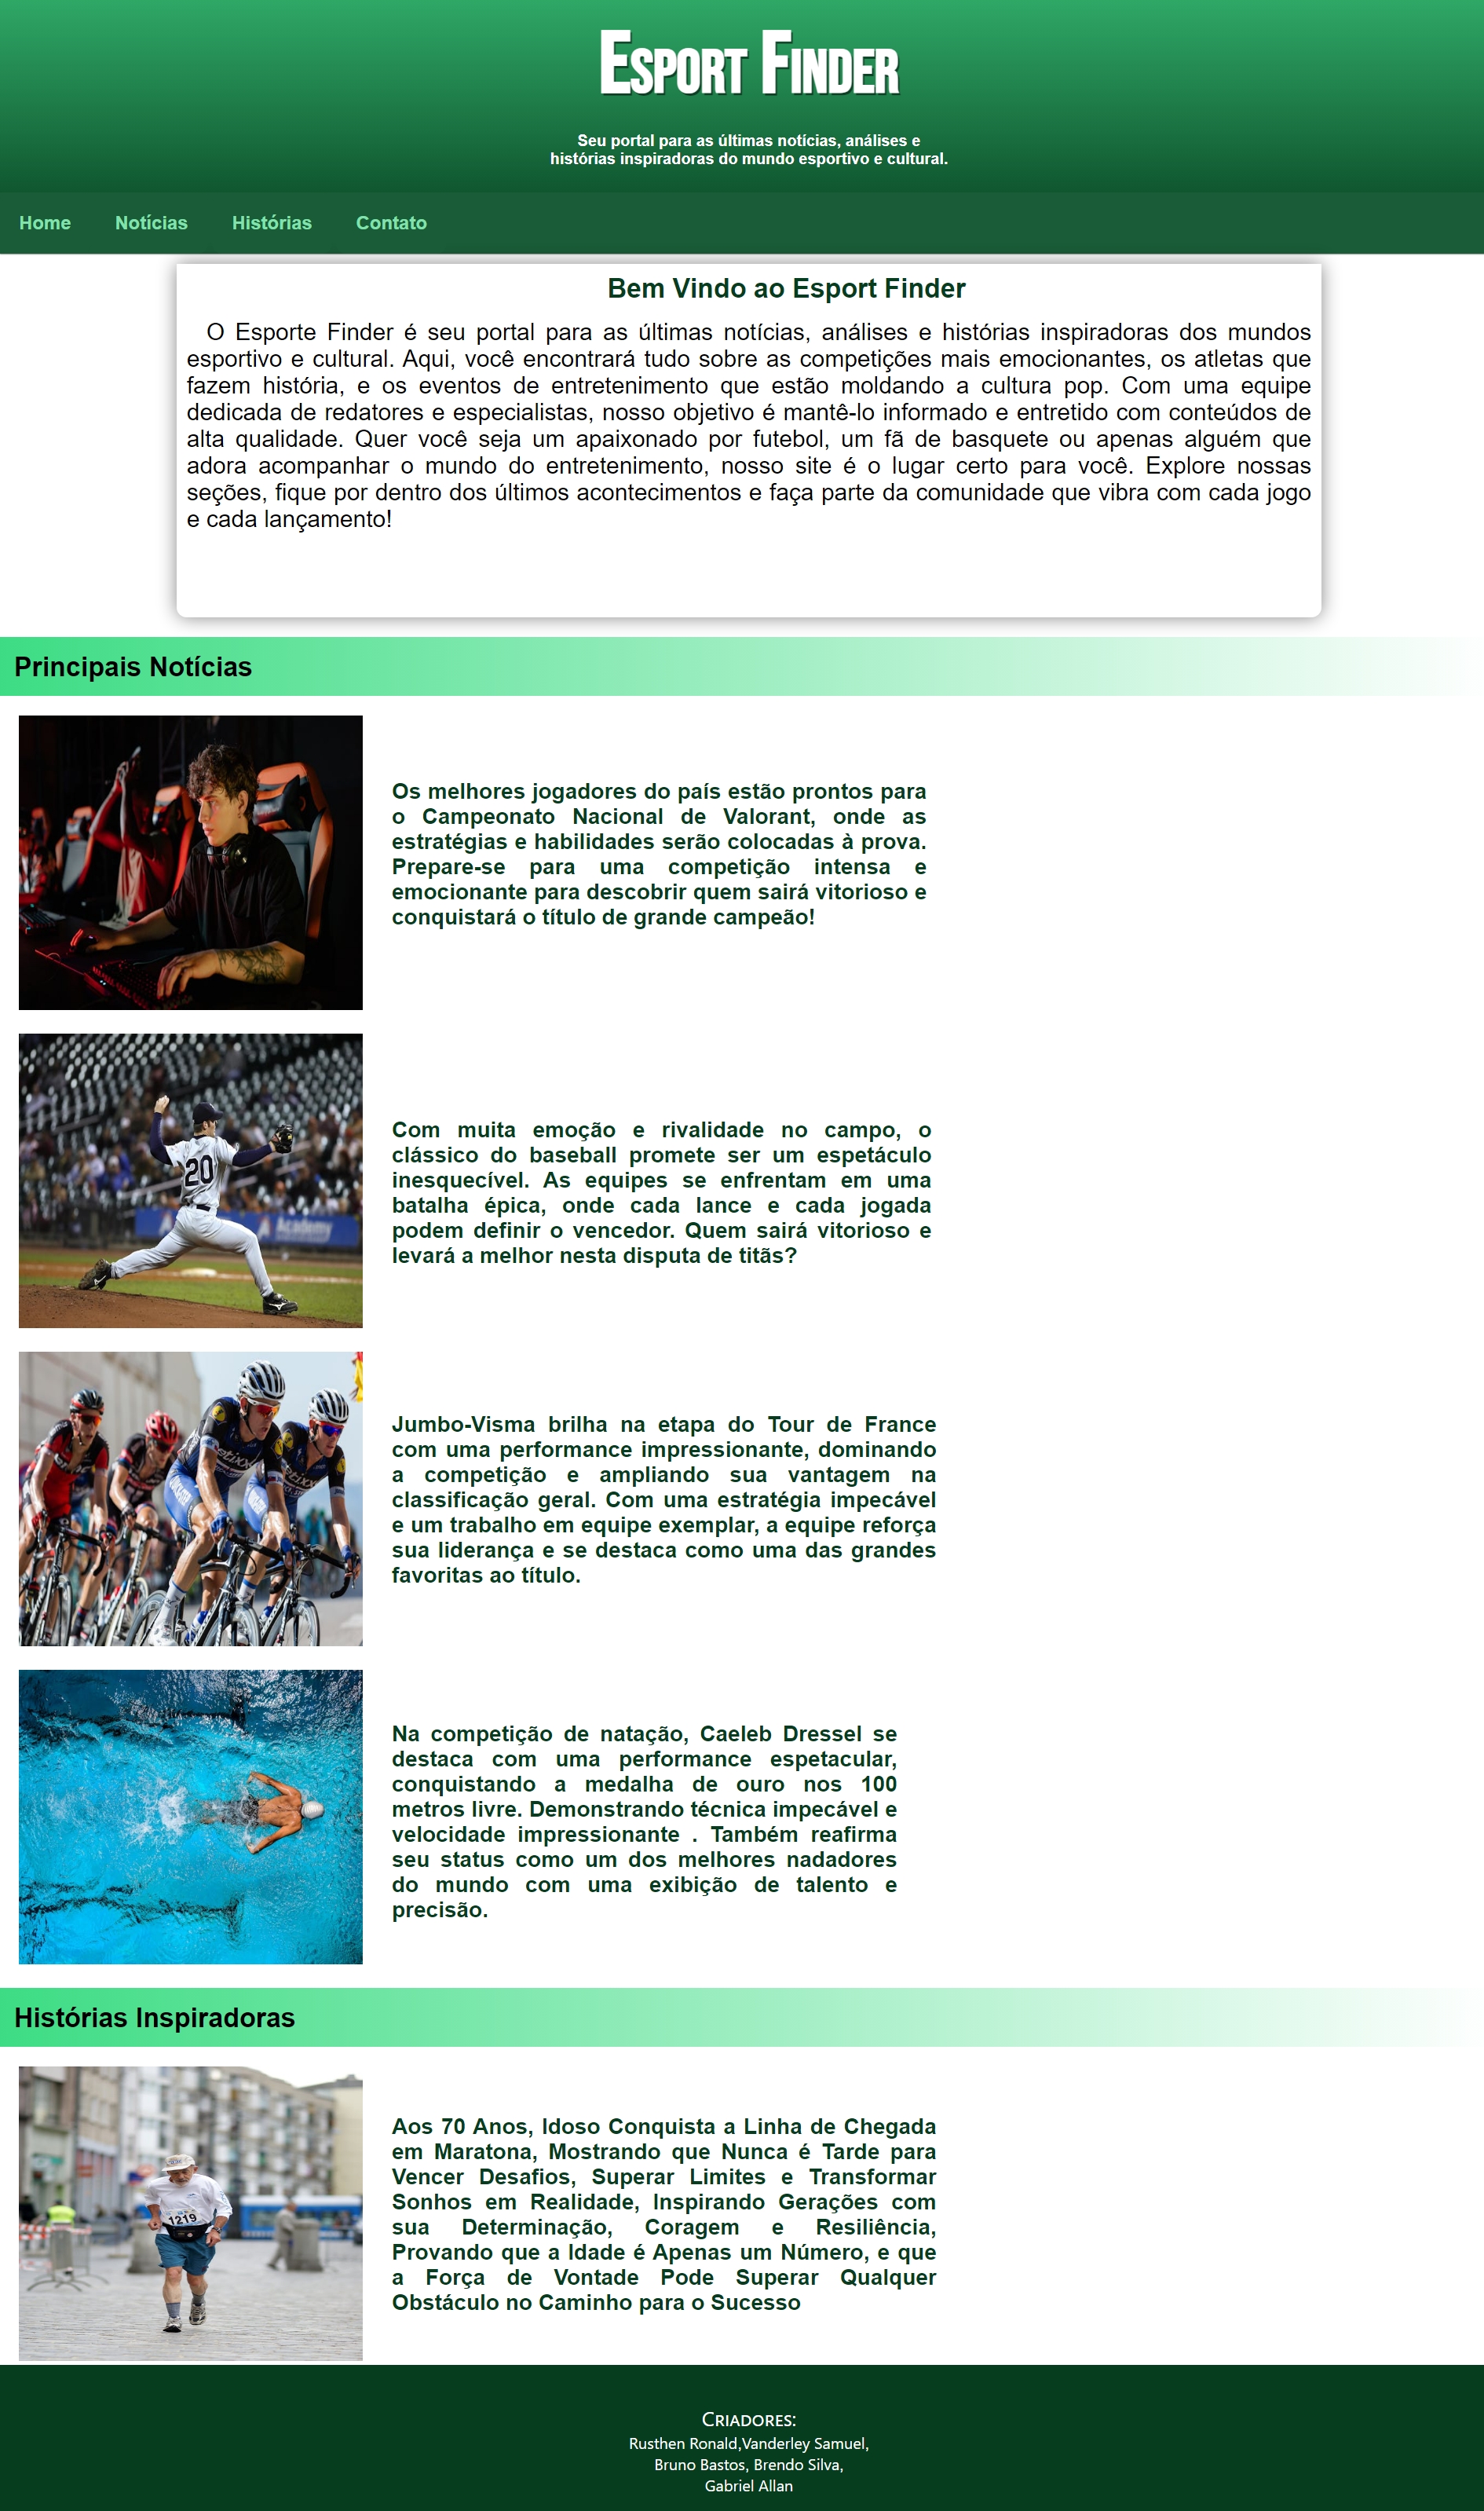 Esport Finder
Seu portal para as últimas notícias, análises e
histórias inspiradoras do mundo esportivo e cultural.
Home Notícias Histórias Contato
Bem Vindo ao Esport Finder
O Esporte Finder é seu portal para as últimas notícias, análises e histórias inspiradoras dos mundos
esportivo e cultural. Aqui, você encontrará tudo sobre as competições mais emocionantes, os atletas que
fazem história, e os eventos de entretenimento que estão moldando a cultura pop. Com uma equipe
dedicada de redatores e especialistas, nosso objetivo é mantê-lo informado e entretido com conteúdos de
alta qualidade. Quer você seja um apaixonado por futebol, um fã de basquete ou apenas alguém que
adora acompanhar o mundo do entretenimento, nosso site é o lugar certo para você. Explore nossas
seções, fique por dentro dos últimos acontecimentos e faça parte da comunidade que vibra com cada jogo
e cada lançamento!
Principais Notícias
Os melhores jogadores do país estão prontos para
o Campeonato Nacional de Valorant, onde as
estratégias e habilidades serão colocadas à prova.
Prepare-se para uma competição intensa e
emocionante para descobrir quem sairá vitorioso e
conquistará o título de grande campeão!
20
Academy
Com muita emoção e rivalidade no campo, o
clássico do baseball promete ser um espetáculo
inesquecível. As equipes se enfrentam em uma
batalha épica, onde cada lance e cada jogada
podem definir o vencedor. Quem sairá vitorioso e
levará a melhor nesta disputa de titãs?
Jumbo-Visma brilha na etapa do Tour de France
com uma performance impressionante, dominando
a competição e ampliando sua vantagem na
classificação geral. Com uma estratégia impecável
e um trabalho em equipe exemplar, a equipe reforça
sua liderança e se destaca como uma das grandes
favoritas ao título.
Na competição de natação, Caeleb Dressel se
destaca com uma performance espetacular,
conquistando a medalha de ouro nos 100
metros livre. Demonstrando técnica impecável e
velocidade impressionante . Também reafirma
seu status como um dos melhores nadadores
do mundo com uma exibição de talento e
precisão.
Histórias Inspiradoras
1219
Aos 70 Anos, Idoso Conquista a Linha de Chegada
em Maratona, Mostrando que Nunca é Tarde para
Vencer Desafios, Superar Limites e Transformar
Sonhos em Realidade, Inspirando Gerações com
sua Determinação, Coragem e Resiliência,
Provando que a Idade é Apenas um Número, e que
a Força de Vontade Pode Superar Qualquer
Obstáculo no Caminho para o Sucesso
Criadores:
Rusthen Ronald,Vanderley Samuel,
Bruno Bastos, Brendo Silva,
Gabriel Allan